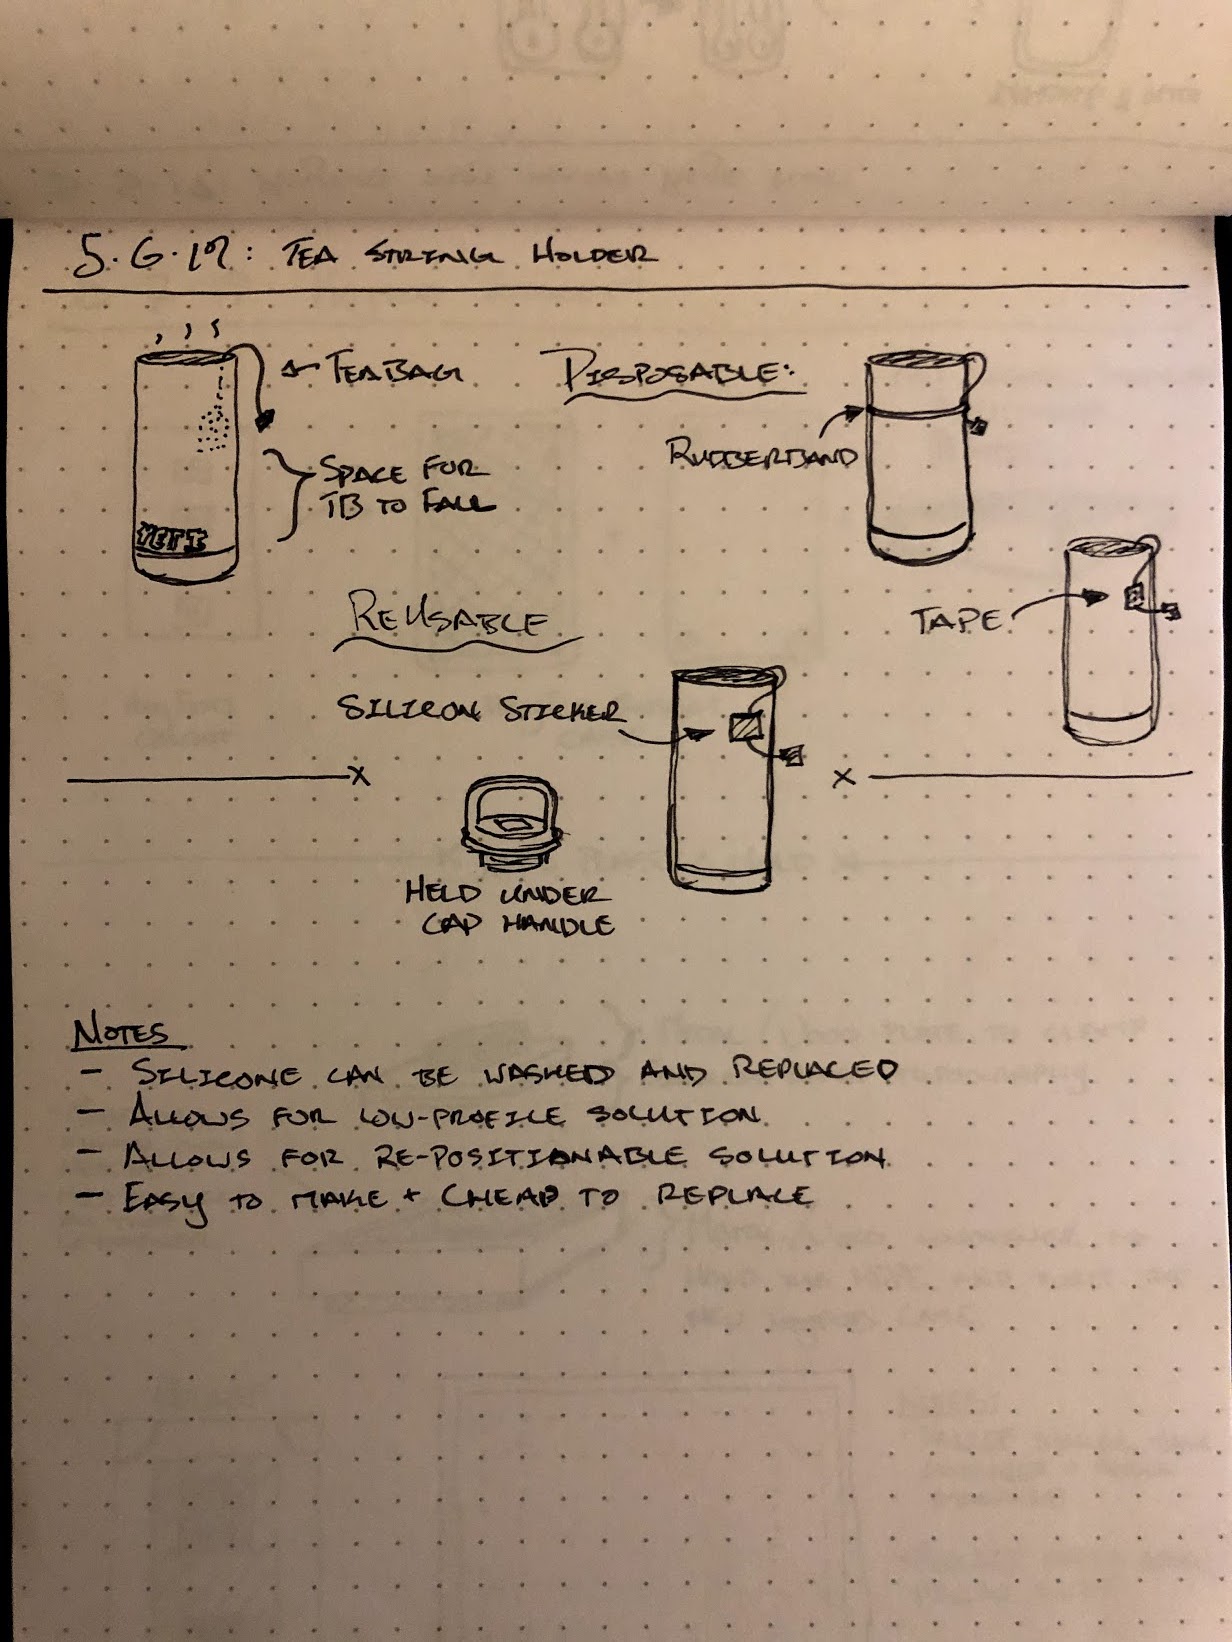 5.6.19: TEA STRING HOLDER
TEABAG
SPACE FOR
TB TO FALL
YETI
DISPOSABLE:
RUBBERBAND
TAPE
REUSABLE
SILICON STICKER
HELD UNDER
CAP HANDLE
NOTES
- SILICONE CAN BE WASHED AND REPLACED
- ALLOWS FOR LOW-PROFILE SOLUTION
- ALLOWS FOR RE-POSITIONABLE SOLUTION
- EASY TO MAKE + CHEAP TO REPLACE